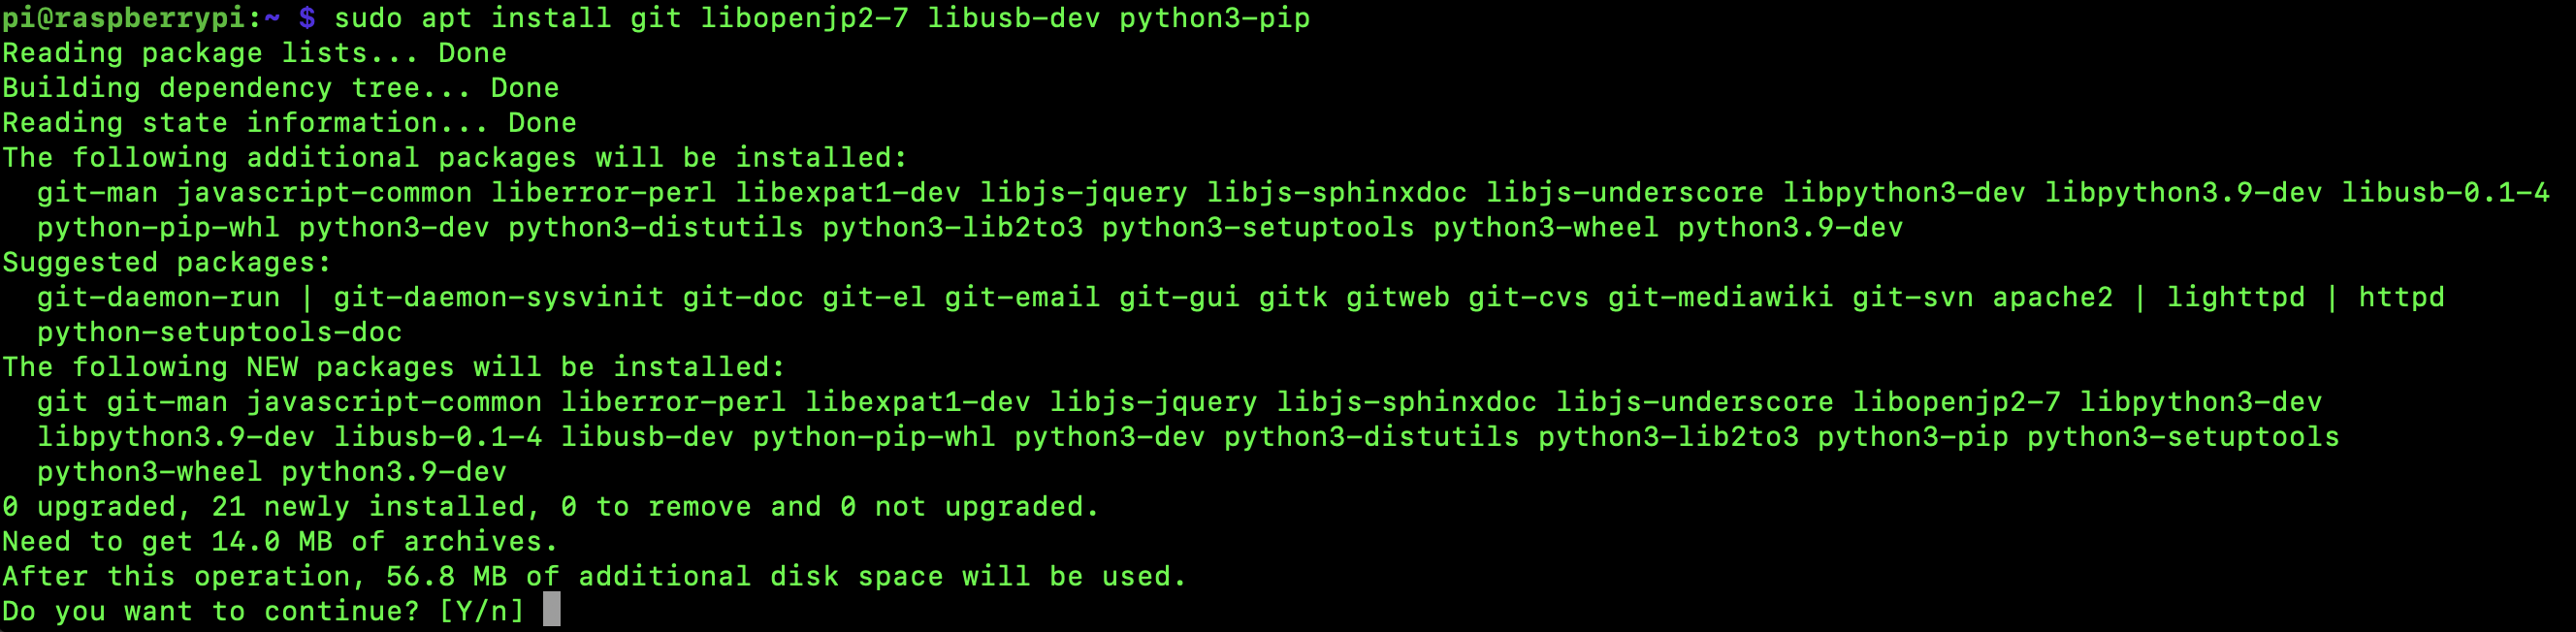 pi@raspberrypi:~ $ sudo apt install git libopenjp2-7 libusb-dev python3-pip
Reading package lists... Done
Building dependency tree... Done
Reading state information... Done
The following additional packages will be installed:
  git-man javascript-common liberror-perl libexpat1-dev libjs-jquery libjs-sphinxdoc libjs-underscore libpython3-dev libpython3.9-dev libusb-0.1-4
  python-pip-whl python3-dev python3-distutils python3-lib2to3 python3-setuptools python3-wheel python3.9-dev
Suggested packages:
  git-daemon-run | git-daemon-sysvinit git-doc git-el git-email git-gui gitk gitweb git-cvs git-mediawiki git-svn apache2 | lighttpd | httpd
  python-setuptools-doc
The following NEW packages will be installed:
  git git-man javascript-common liberror-perl libexpat1-dev libjs-jquery libjs-sphinxdoc libjs-underscore libopenjp2-7 libpython3-dev
  libpython3.9-dev libusb-0.1-4 libusb-dev python-pip-whl python3-dev python3-distutils python3-lib2to3 python3-pip python3-setuptools
  python3-wheel python3.9-dev
0 upgraded, 21 newly installed, 0 to remove and 0 not upgraded.
Need to get 14.0 MB of archives.
After this operation, 56.8 MB of additional disk space will be used.
Do you want to continue? [Y/n]